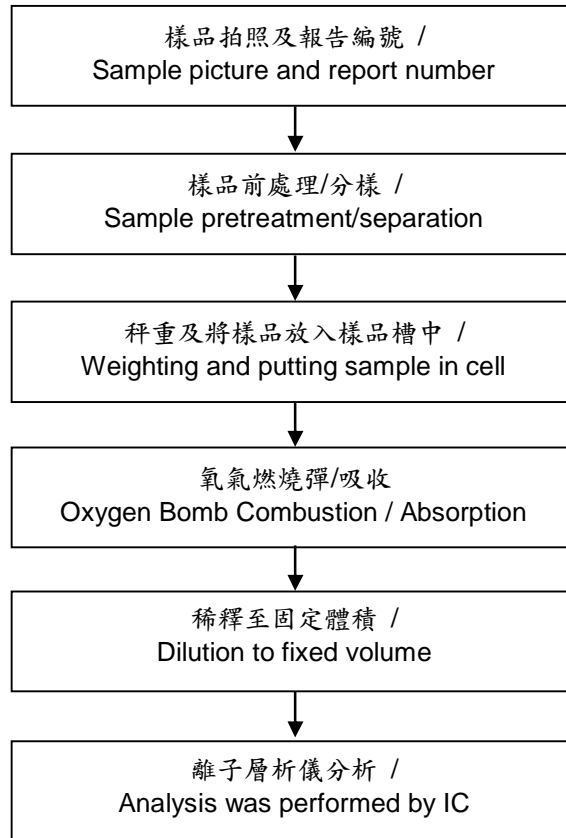 樣品拍照及報告編號 /
Sample picture and report number
樣品前處理/分樣 /
Sample pretreatment/separation
秤重及將樣品放入樣品槽中 /
Weighting and putting sample in cell
氧氣燃燒彈/吸收
Oxygen Bomb Combustion / Absorption
稀釋至固定體積 /
Dilution to fixed volume
離子層析儀分析 /
Analysis was performed by IC